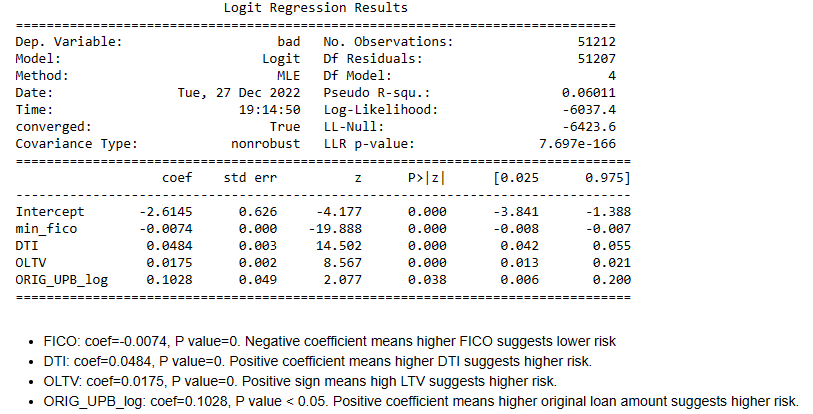 Logit Regression Results
==============================================================================
Dep. Variable: bad No. Observations: 51212
Model: Logit Df Residuals: 51207
Method: MLE Df Model: 4
Date: Tue, 27 Dec 2022 Pseudo R-squ.: 0.06011
Time: 19:14:50 Log-Likelihood: -6037.4
converged: True LL-Null: -6423.6
Covariance Type: nonrobust LLR p-value: 7.697e-166
================================================================================
coef std err z P>|z| [0.025 0.975]
--------------------------------------------------------------------------------
Intercept -2.6145 0.626 -4.177 0.000 -3.841 -1.388
min_fico -0.0074 0.000 -19.888 0.000 -0.008 -0.007
DTI 0.0484 0.003 14.502 0.000 0.042 0.055
OLTV 0.0175 0.002 8.567 0.000 0.013 0.021
ORIG_UPB_log 0.1028 0.049 2.077 0.038 0.006 0.200
================================================================================
• FICO: coef=-0.0074, P value=0. Negative coefficient means higher FICO suggests lower risk
• DTI: coef=0.0484, P value=0. Positive coefficient means higher DTI suggests higher risk.
• OLTV: coef=0.0175, P value=0. Positive sign means high LTV suggests higher risk.
• ORIG_UPB_log: coef=0.1028, P value < 0.05. Positive coefficient means higher original loan amount suggests higher risk.